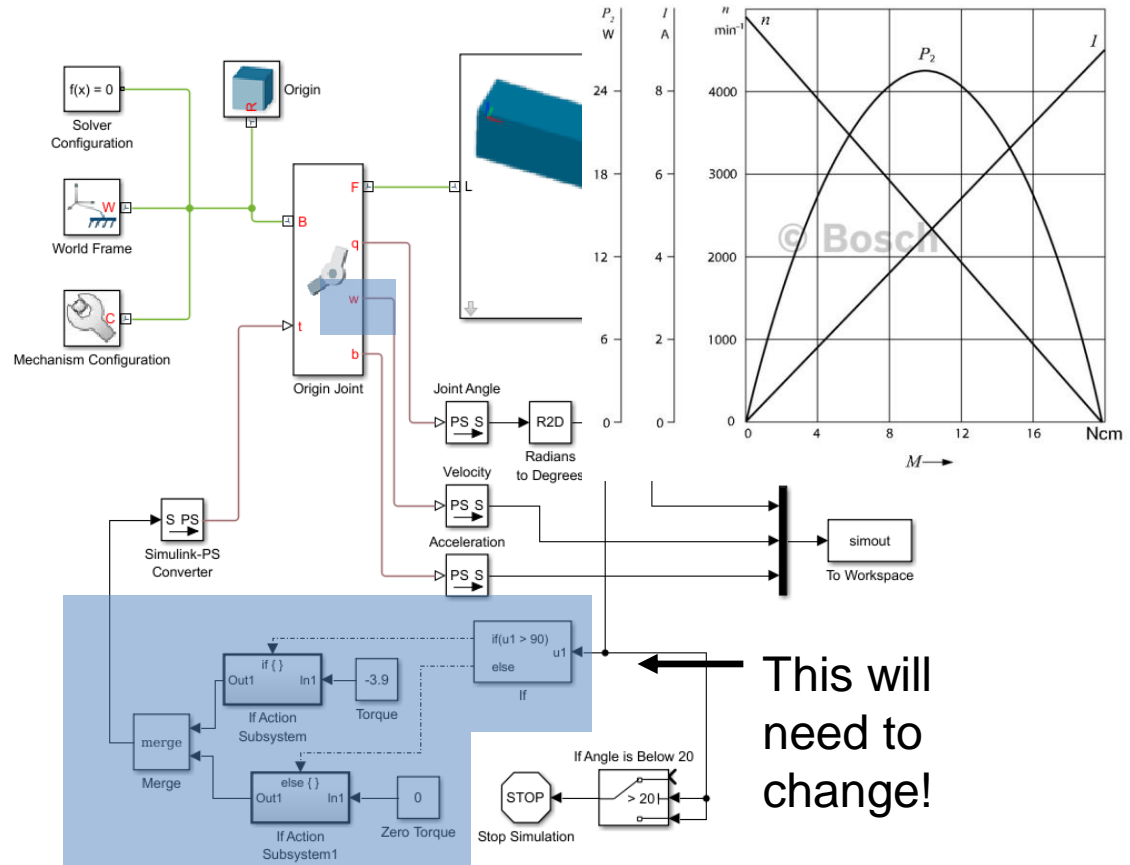 f(x) = 0
Solver
Configuration
R
Origin
W
World Frame
C
Mechanism Configuration
B
t
F
q
w
b
Origin Joint
L
Joint Angle
PS S
R2D
Radians
to Degrees
Velocity
PS S
Acceleration
PS S
S PS
Simulink-PS
Converter
simout
To Workspace
P₂
W
I
A
n
min⁻¹
n
P₂
I
24
18
12
6
0
8
6
4
2
0
4000
3000
2000
1000
0
© Bosch
0 4 8 12 16 Ncm
M
if(u1 > 90)
else
u1
If
if { }
Out1 In1
If Action
Subsystem
-3.9
Torque
merge
Merge
else { }
Out1 In1
If Action
Subsystem1
0
Zero Torque
If Angle is Below 20
> 20
STOP
Stop Simulation
This will
need to
change!